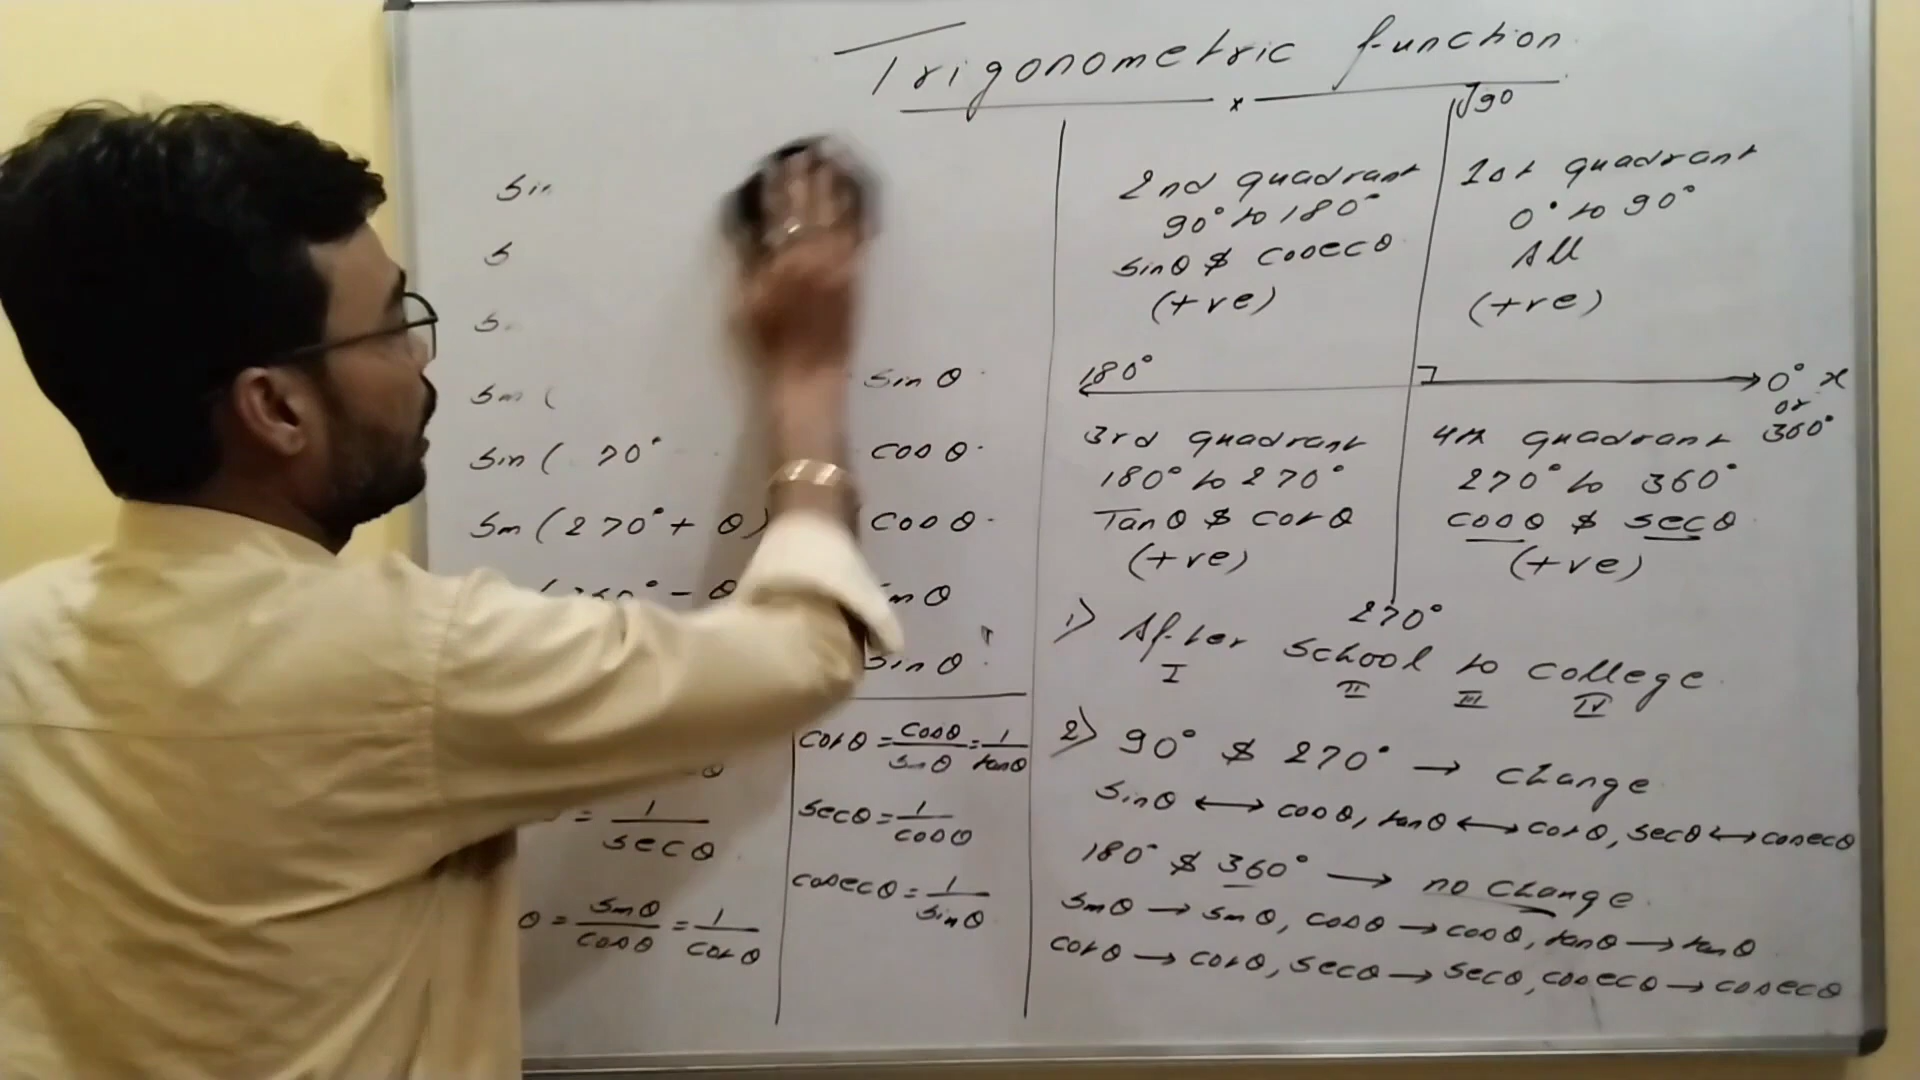 Trigonometric function
x
90
sin
s
s
sin ( sinθ
sin ( 70° cosθ
sin (270° + θ) cosθ
- θ inθ
sinθ
θ
= 1/secθ
θ = sinθ/cosθ = 1/cotθ
cotθ = cosθ/sinθ = 1/tanθ
secθ = 1/cosθ
cosecθ = 1/sinθ
2nd quadrant
90° to 180°
sinθ & cosecθ
(+ve)
1st quadrant
0° to 90°
All
(+ve)
180°
0° x
or
360°
3rd quadrant
180° to 270°
Tanθ & cotθ
(+ve)
4th quadrant
270° to 360°
cosθ & secθ
(+ve)
270°
1) After school to college
I II III IV
2) 90° & 270° → change
sinθ ↔ cosθ, tanθ ↔ cotθ, secθ ↔ cosecθ
180° & 360° → no change
sinθ → sinθ, cosθ → cosθ, tanθ → tanθ
cotθ → cotθ, secθ → secθ, cosecθ → cosecθ